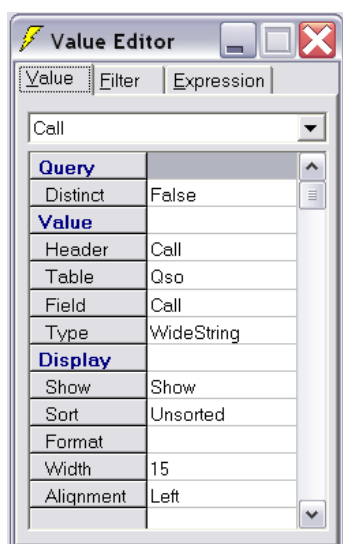 Value Editor
Value Filter Expression
Call
Query
Distinct False
Value
Header Call
Table Qso
Field Call
Type WideString
Display
Show Show
Sort Unsorted
Format
Width 15
Alignment Left